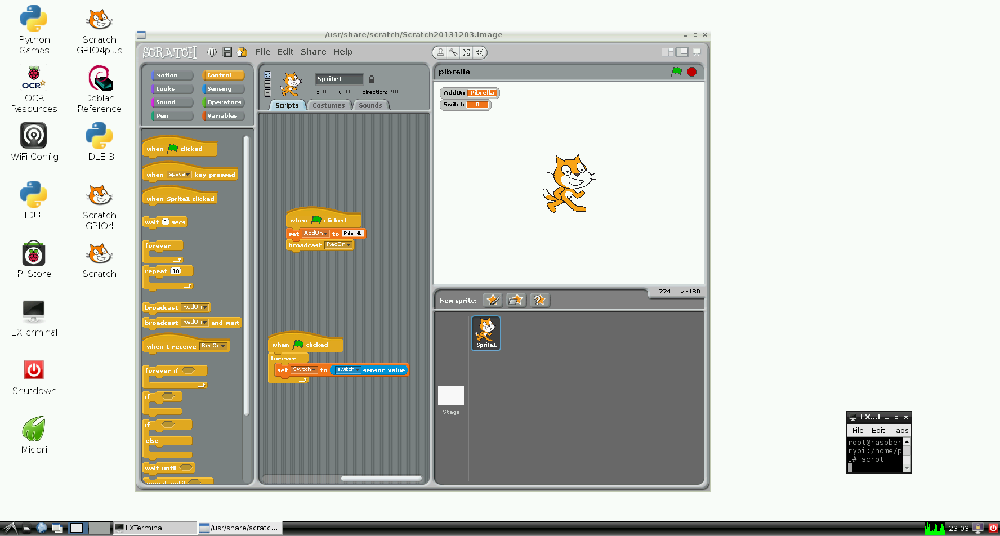 Python
Games
Scratch
GPIO4plus
OCR
OCR
Resources
Debian
Reference
WiFi Config
IDLE 3
IDLE
Scratch
GPIO4
Pi Store
Scratch
LXTerminal
Shutdown
Midori
/usr/share/scratch/Scratch20131203.image
SCRATCH
File Edit Share Help
Motion
Control
Looks
Sensing
Sound
Operators
Pen
Variables
when clicked
when space key pressed
when Sprite1 clicked
wait 1 secs
forever
repeat 10
broadcast RedOn
broadcast RedOn and wait
when I receive RedOn
forever if
if
if
else
wait until
repeat until
Sprite1
x: 0 y: 0 direction: 90
Scripts
Costumes
Sounds
when clicked
set AddOn to Pibrella
broadcast RedOn
when clicked
forever
set Switch to switch sensor value
pibrella
AddOn Pibrella
Switch 0
x: 224 y: -430
New sprite:
Sprite1
Stage
LX...l
File Edit Tabs
root@raspber
rypi:/home/p
i# scrot
LXTerminal
/usr/share/scratc...
23:03